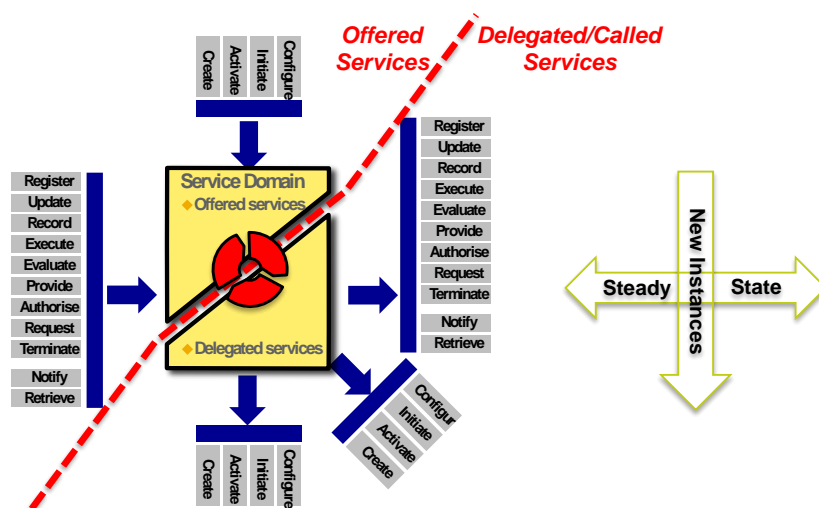 Offered
Services
Delegated/Called
Services
Create
Activate
Initiate
Configure
Register
Update
Record
Execute
Evaluate
Provide
Authorise
Request
Terminate
Notify
Retrieve
Service Domain
Offered services
Delegated services
Register
Update
Record
Execute
Evaluate
Provide
Authorise
Request
Terminate
Notify
Retrieve
Create
Activate
Initiate
Configure
Configur
Initiate
Activate
Create
New Instances
Steady
State